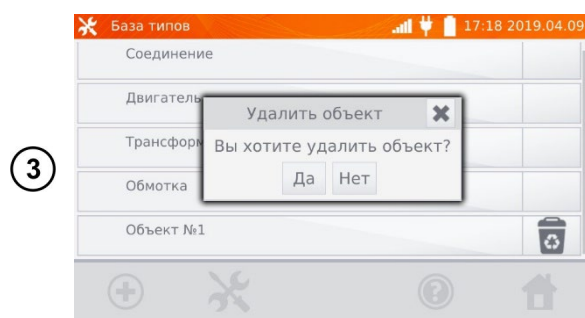 База типов 17:18 2019.04.09
Соединение
Двигатель
Удалить объект
Трансформ
Вы хотите удалить объект?
3
Да Нет
Обмотка
Объект №1